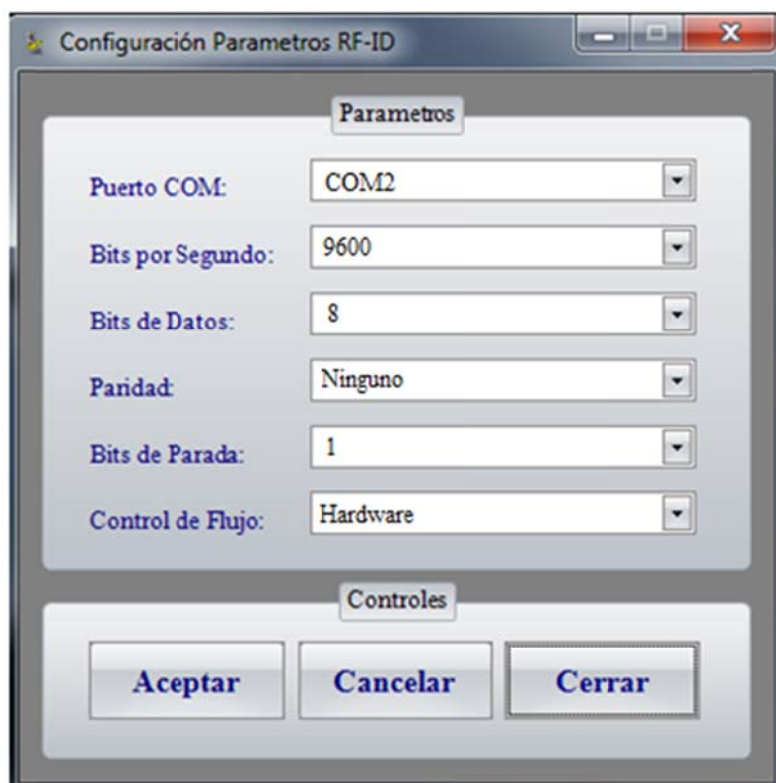 Configuración Parametros RF-ID
Parametros
Puerto COM: COM2
Bits por Segundo: 9600
Bits de Datos: 8
Paridad: Ninguno
Bits de Parada: 1
Control de Flujo: Hardware
Controles
Aceptar Cancelar Cerrar